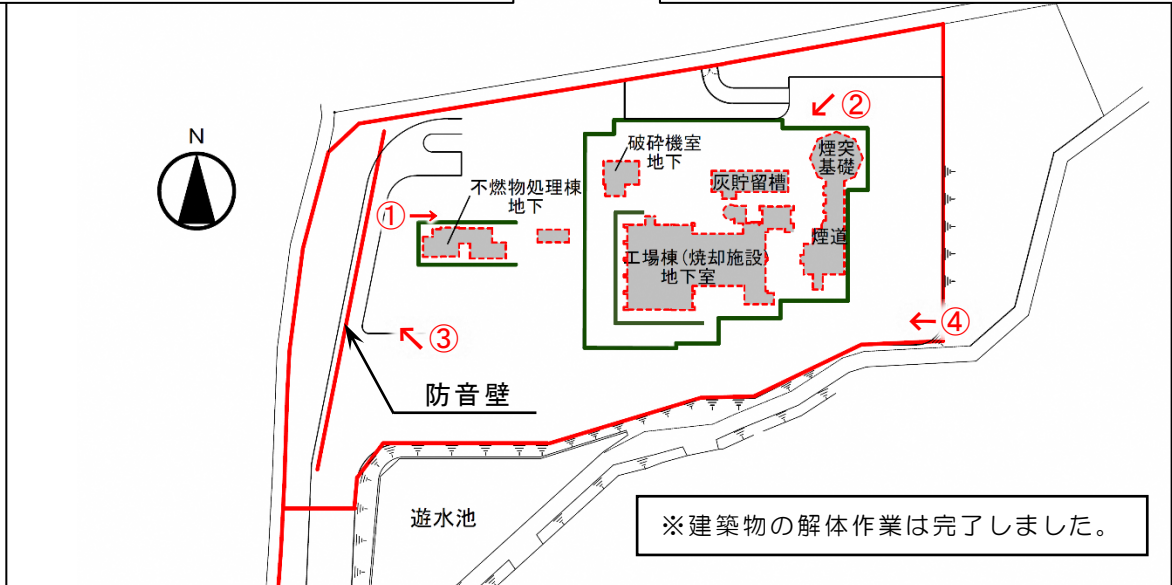 N
破砕機室
地下
②
煙突
基礎
不燃物処理棟
地下
灰貯留槽
①
煙道
工場棟(焼却施設)
地下室
③
④
防音壁
遊水池
※建築物の解体作業は完了しました。